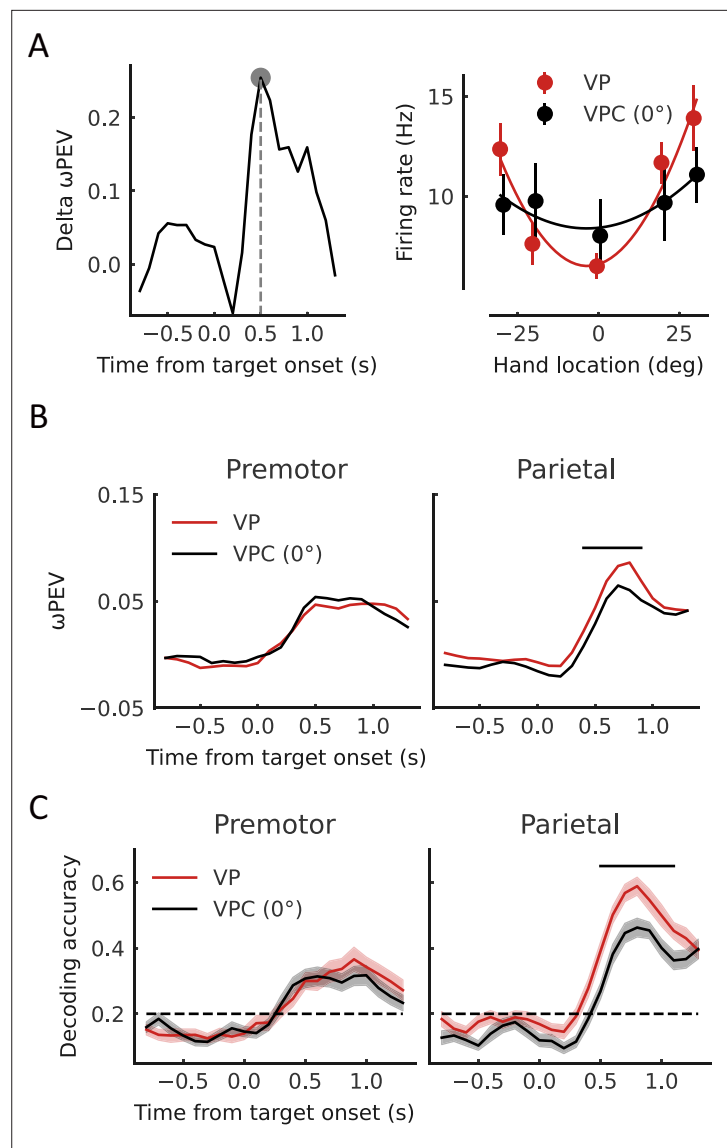 A
Delta ωPEV
0.2
0.1
0.0
−0.5
0.0
0.5
1.0
Time from target onset (s)
Firing rate (Hz)
15
10
VP
VPC (0°)
−25
0
25
Hand location (deg)
B
Premotor
Parietal
ωPEV
0.15
0.05
−0.05
VP
VPC (0°)
−0.5
0.0
0.5
1.0
−0.5
0.0
0.5
1.0
Time from target onset (s)
C
Premotor
Parietal
Decoding accuracy
0.6
0.4
0.2
VP
VPC (0°)
−0.5
0.0
0.5
1.0
−0.5
0.0
0.5
1.0
Time from target onset (s)